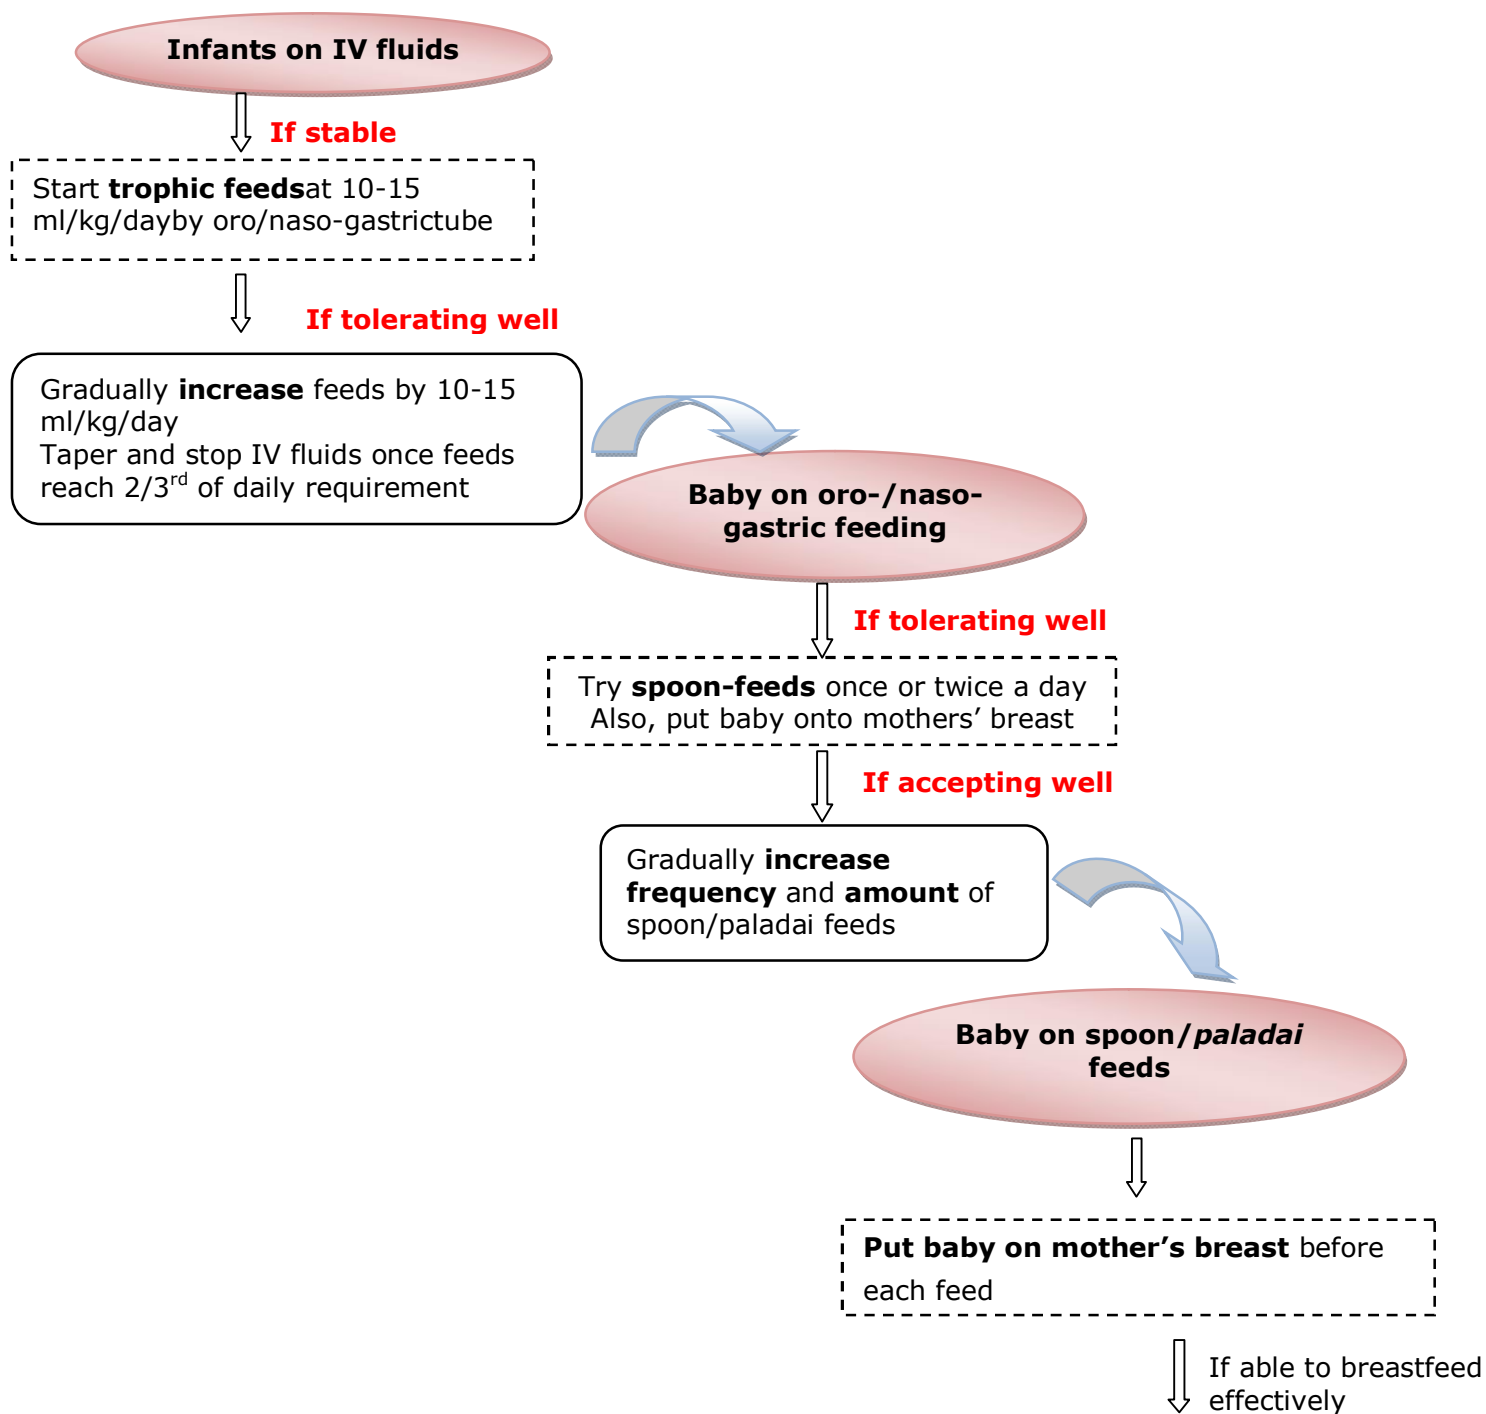 Infants on IV fluids
If stable
Start trophic feedsat 10-15
ml/kg/dayby oro/naso-gastrictube
If tolerating well
Gradually increase feeds by 10-15
ml/kg/day
Taper and stop IV fluids once feeds
reach 2/3rd of daily requirement
Baby on oro-/naso-
gastric feeding
If tolerating well
Try spoon-feeds once or twice a day
Also, put baby onto mothers’ breast
If accepting well
Gradually increase
frequency and amount of
spoon/paladai feeds
Baby on spoon/paladai
feeds
Put baby on mother’s breast before
each feed
If able to breastfeed
effectively